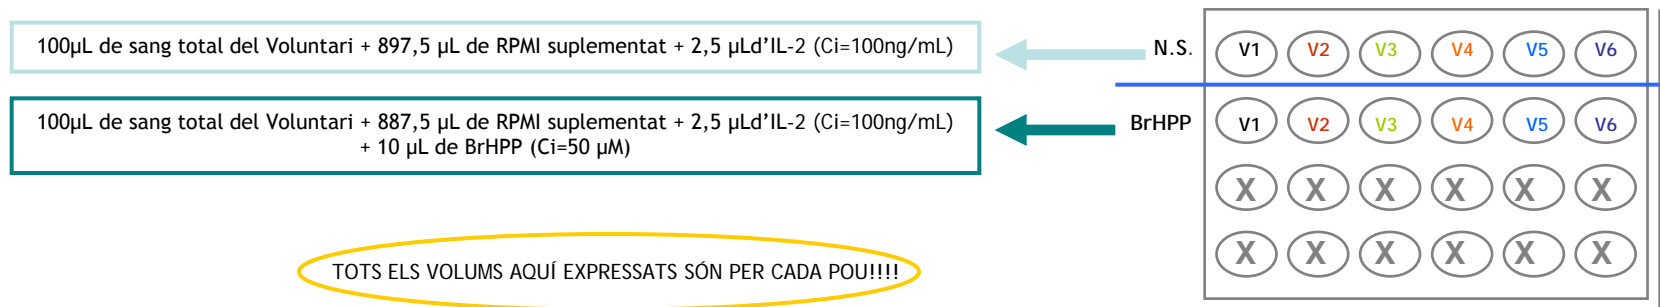 100µL de sang total del Voluntari + 897,5 µL de RPMI suplementat + 2,5 µLd'IL-2 (Ci=100ng/mL)
N.S.
V1 V2 V3 V4 V5 V6
100µL de sang total del Voluntari + 887,5 µL de RPMI suplementat + 2,5 µLd'IL-2 (Ci=100ng/mL)
+ 10 µL de BrHPP (Ci=50 µM)
BrHPP
V1 V2 V3 V4 V5 V6
X X X X X X
X X X X X X
TOTS ELS VOLUMS AQUÍ EXPRESSATS SÓN PER CADA POU!!!!